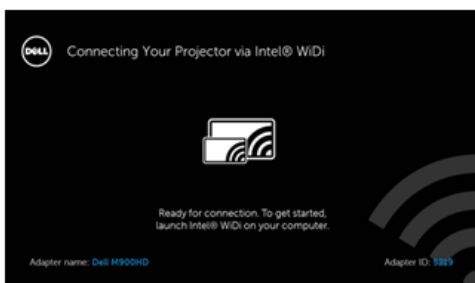 DELL
Connecting Your Projector via Intel® WiDi
Ready for connection. To get started,
launch Intel® WiDi on your computer.
Adapter name: Dell M900HD
Adapter ID: 5319